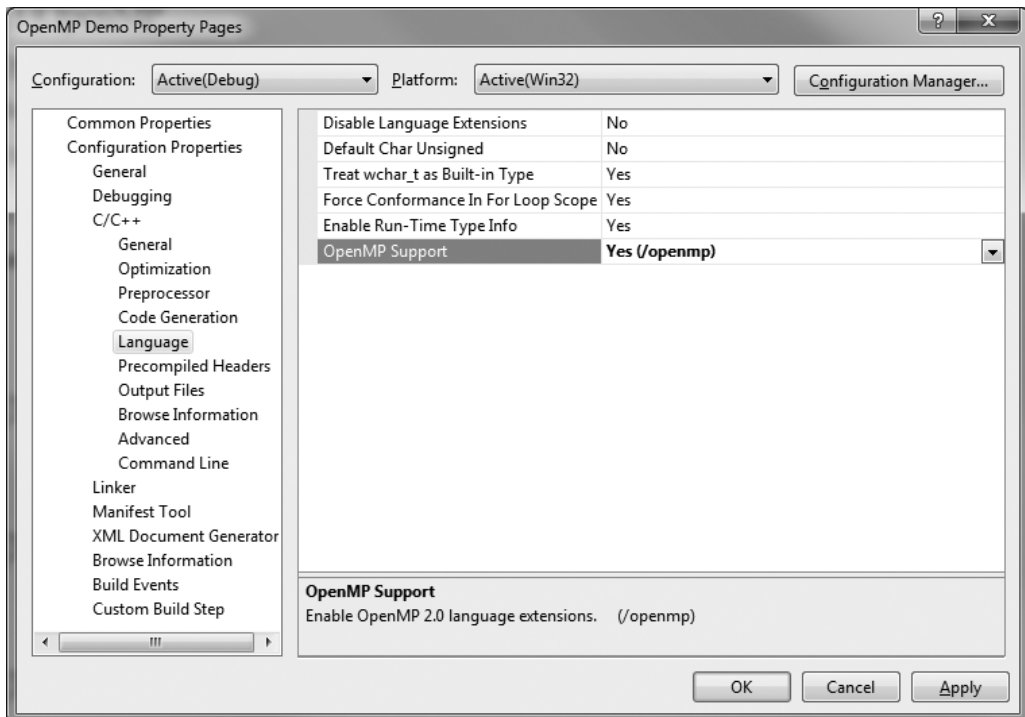 OpenMP Demo Property Pages
Configuration: Active(Debug) Platform: Active(Win32) Configuration Manager...
Common Properties
Configuration Properties
General
Debugging
C/C++
General
Optimization
Preprocessor
Code Generation
Language
Precompiled Headers
Output Files
Browse Information
Advanced
Command Line
Linker
Manifest Tool
XML Document Generator
Browse Information
Build Events
Custom Build Step
Disable Language Extensions No
Default Char Unsigned No
Treat wchar_t as Built-in Type Yes
Force Conformance In For Loop Scope Yes
Enable Run-Time Type Info Yes
OpenMP Support Yes (/openmp)
OpenMP Support
Enable OpenMP 2.0 language extensions. (/openmp)
OK Cancel Apply